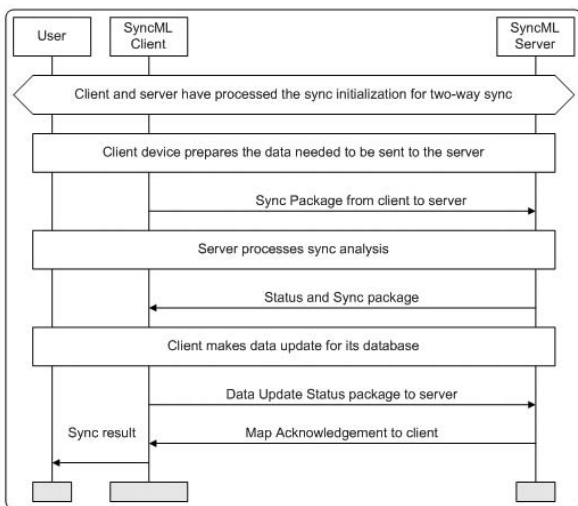 User
SyncML
Client
SyncML
Server
Client and server have processed the sync initialization for two-way sync
Client device prepares the data needed to be sent to the server
Sync Package from client to server
Server processes sync analysis
Status and Sync package
Client makes data update for its database
Data Update Status package to server
Sync result
Map Acknowledgement to client